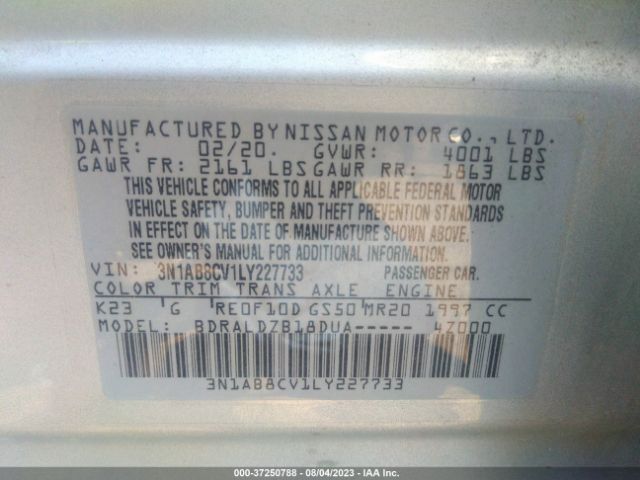 MANUFACTURED BY NISSAN MOTOR CO., LTD.
DATE: 02/20. GVWR: 4001 LBS
GAWR FR: 2161 LBS GAWR RR: 1863 LBS
THIS VEHICLE CONFORMS TO ALL APPLICABLE FEDERAL MOTOR
VEHICLE SAFETY, BUMPER AND THEFT PREVENTION STANDARDS
IN EFFECT ON THE DATE OF MANUFACTURE SHOWN ABOVE.
SEE OWNER'S MANUAL FOR ADDITIONAL INFORMATION.
VIN: 3N1AB8CV1LY227733 PASSENGER CAR.
COLOR TRIM TRANS AXLE ENGINE
K23 G RE0F10D GS50 MR20 1997 CC
MODEL: BDRALDZB18DUA----- 4Z000
3N1AB8CV1LY227733
000-37250788 - 08/04/2023 - IAA Corp.